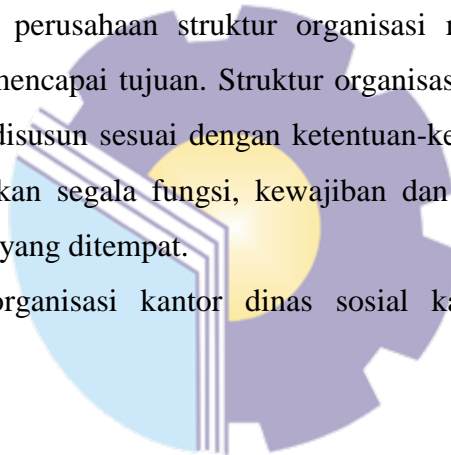 perusahaan struktur organisasi
mencapai tujuan. Struktur organisas
disusun sesuai dengan ketentuan-ke
kan segala fungsi, kewajiban dan
yang ditempat.
organisasi kantor dinas sosial ka